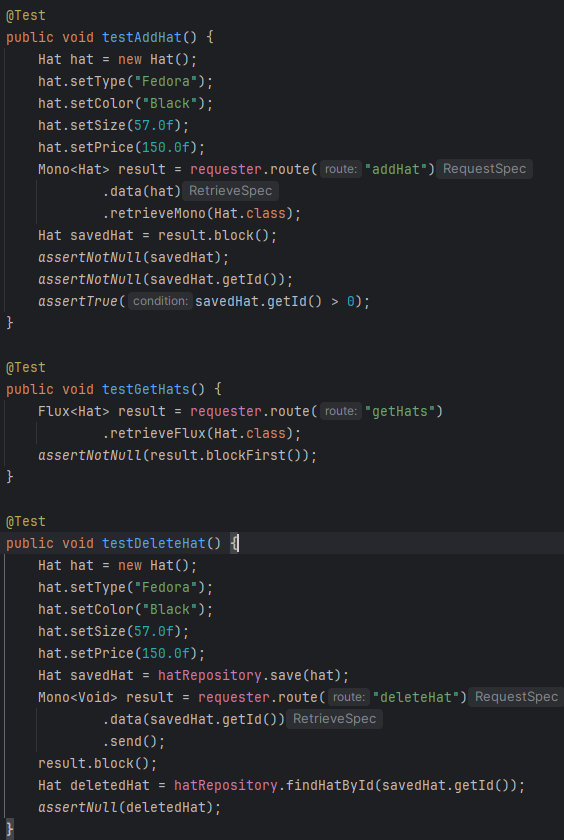 @Test
public void testAddHat() {
    Hat hat = new Hat();
    hat.setType("Fedora");
    hat.setColor("Black");
    hat.setSize(57.0f);
    hat.setPrice(150.0f);
    Mono<Hat> result = requester.route( route: "addHat") RequestSpec
            .data(hat) RetrieveSpec
            .retrieveMono(Hat.class);
    Hat savedHat = result.block();
    assertNotNull(savedHat);
    assertNotNull(savedHat.getId());
    assertTrue( condition: savedHat.getId() > 0);
}
@Test
public void testGetHats() {
    Flux<Hat> result = requester.route( route: "getHats")
            .retrieveFlux(Hat.class);
    assertNotNull(result.blockFirst());
}
@Test
public void testDeleteHat() {
    Hat hat = new Hat();
    hat.setType("Fedora");
    hat.setColor("Black");
    hat.setSize(57.0f);
    hat.setPrice(150.0f);
    Hat savedHat = hatRepository.save(hat);
    Mono<Void> result = requester.route( route: "deleteHat") RequestSpec
            .data(savedHat.getId()) RetrieveSpec
            .send();
    result.block();
    Hat deletedHat = hatRepository.findHatById(savedHat.getId());
    assertNull(deletedHat);
}